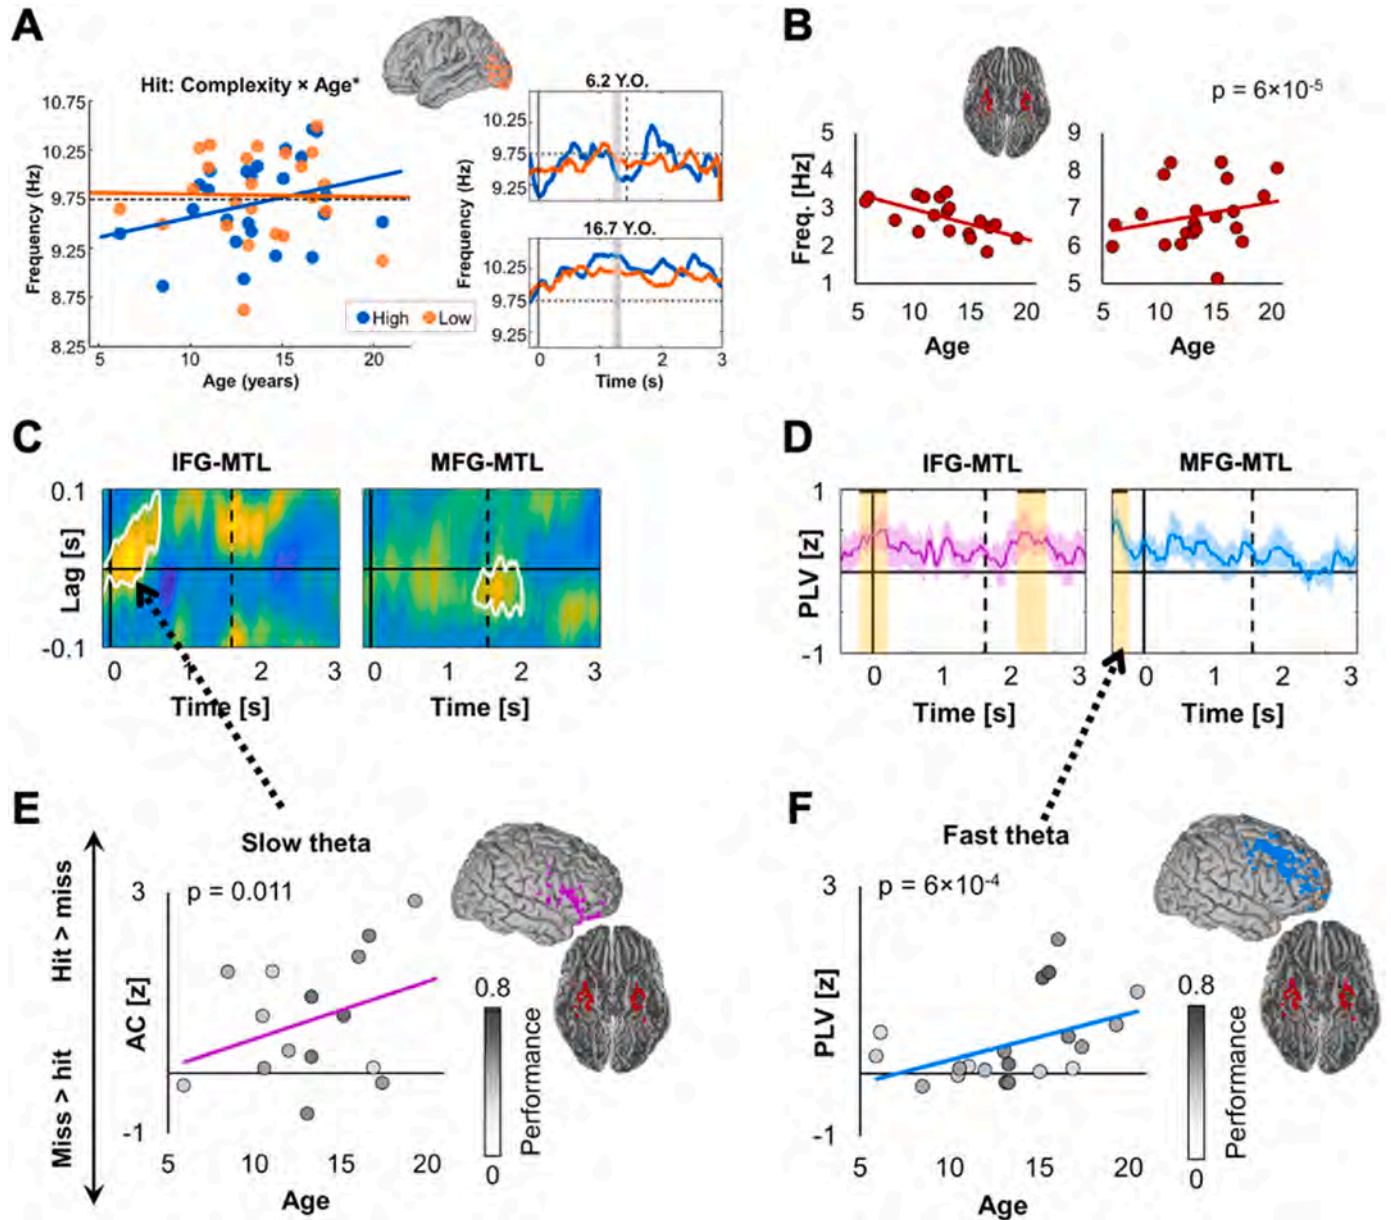 A
Hit: Complexity × Age*
Frequency (Hz)
10.75
10.25
9.75
9.25
8.75
8.25
5
10
15
20
Age (years)
High
Low
6.2 Y.O.
Frequency (Hz)
10.25
9.75
9.25
16.7 Y.O.
10.25
9.75
9.25
0
1
2
3
Time (s)
B
p = 6×10-5
Freq. [Hz]
5
4
3
2
1
5
10
15
20
Age
9
8
7
6
5
5
10
15
20
Age
C
IFG-MTL
MFG-MTL
Lag [s]
0.1
-0.1
0
1
2
3
Time [s]
0
1
2
3
Time [s]
D
IFG-MTL
MFG-MTL
PLV [z]
1
-1
0
1
2
3
Time [s]
0
1
2
3
Time [s]
E
Slow theta
Hit > miss
Miss > hit
p = 0.011
AC [z]
3
-1
5
10
15
20
Age
0.8
0
Performance
F
Fast theta
p = 6×10-4
PLV [z]
3
-1
5
10
15
20
Age
0.8
0
Performance